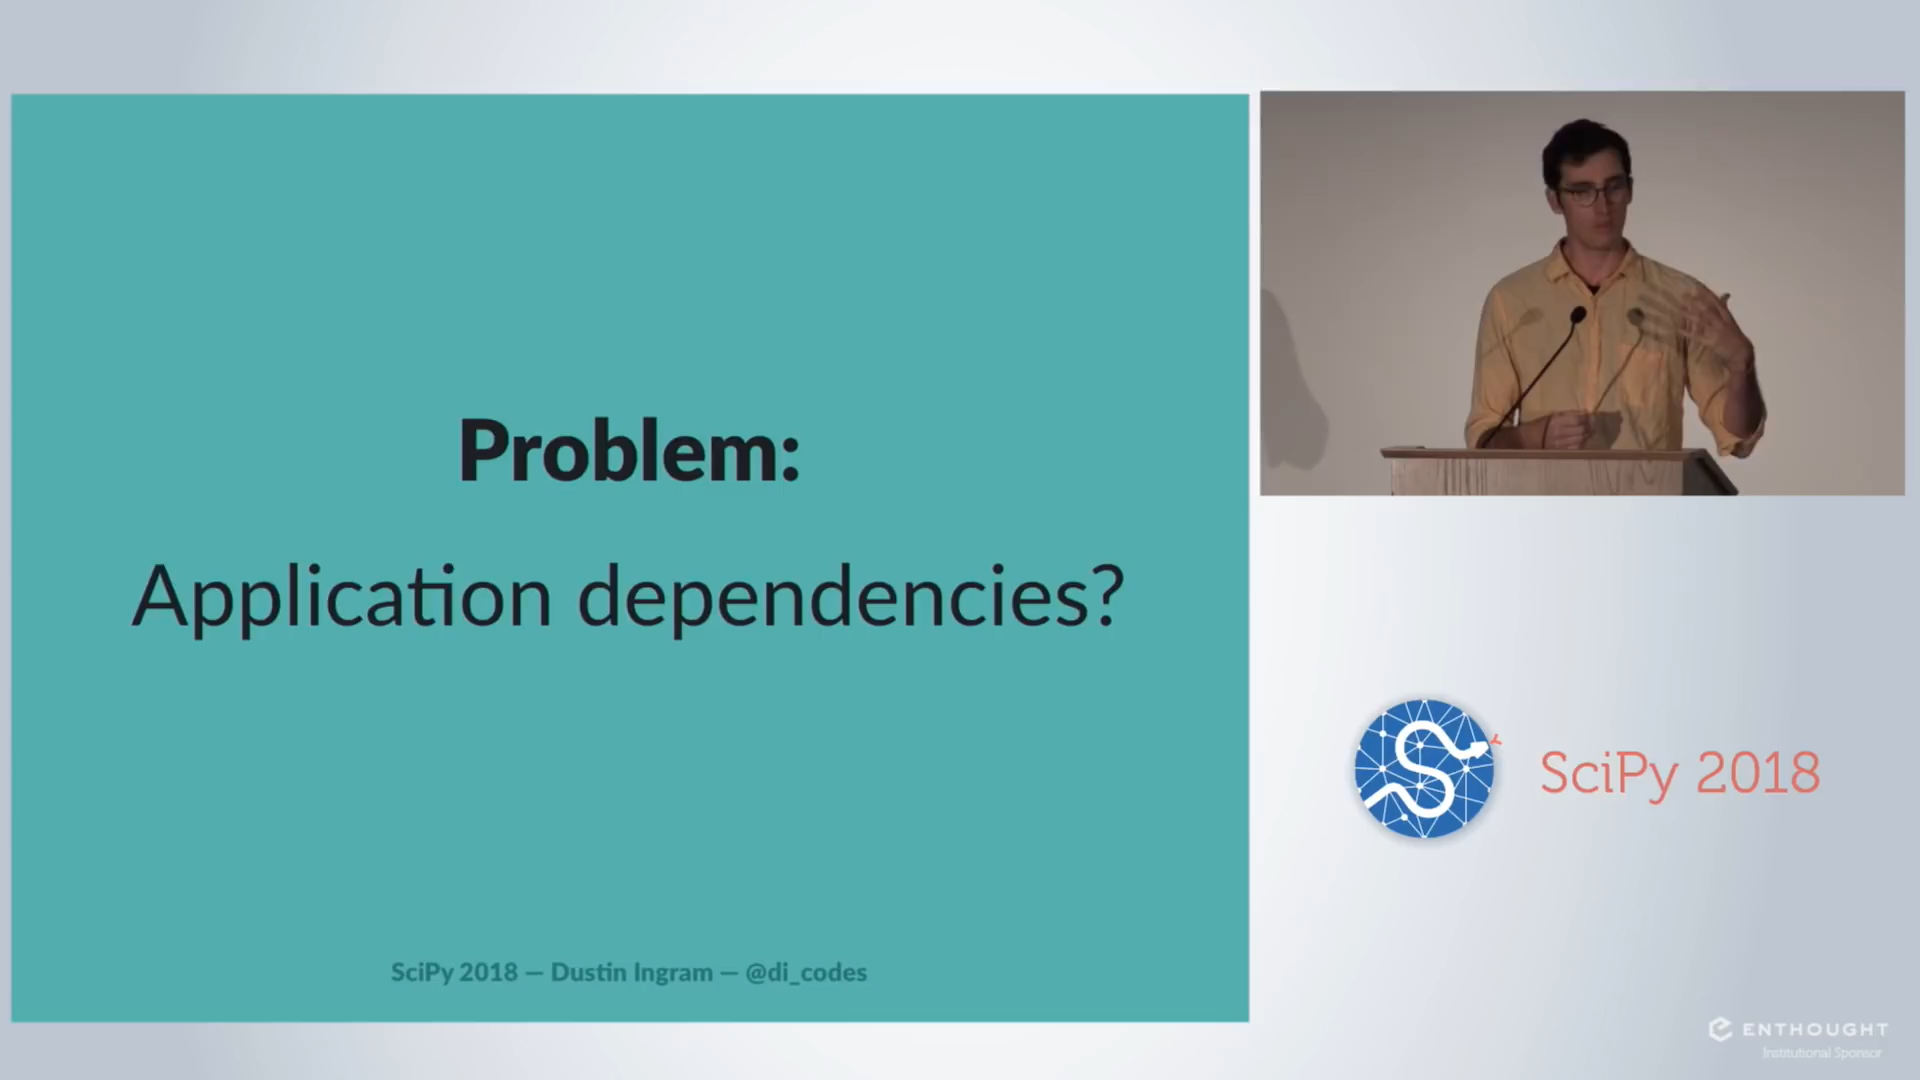 Problem:
Application dependencies?
SciPy 2018 — Dustin Ingram — @di_codes
SciPy 2018
ENTHOUGHT
Institutional Sponsor